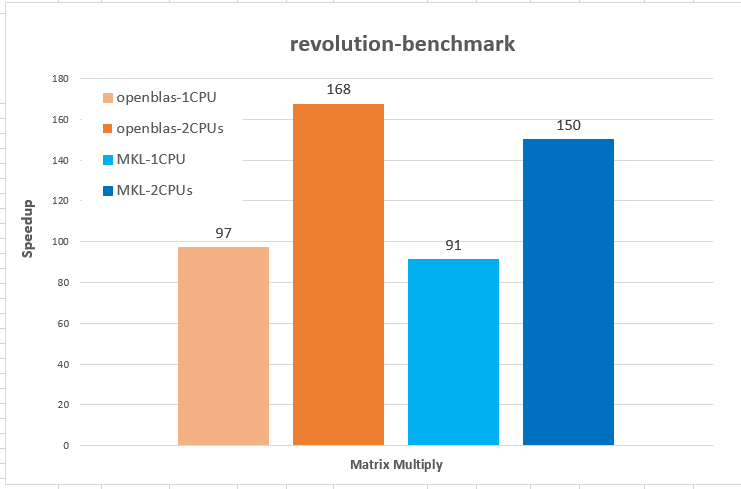 revolution-benchmark
180
160
140
120
100
80
60
40
20
0
Speedup
openblas-1CPU
openblas-2CPUs
MKL-1CPU
MKL-2CPUs
97
168
91
150
Matrix Multiply